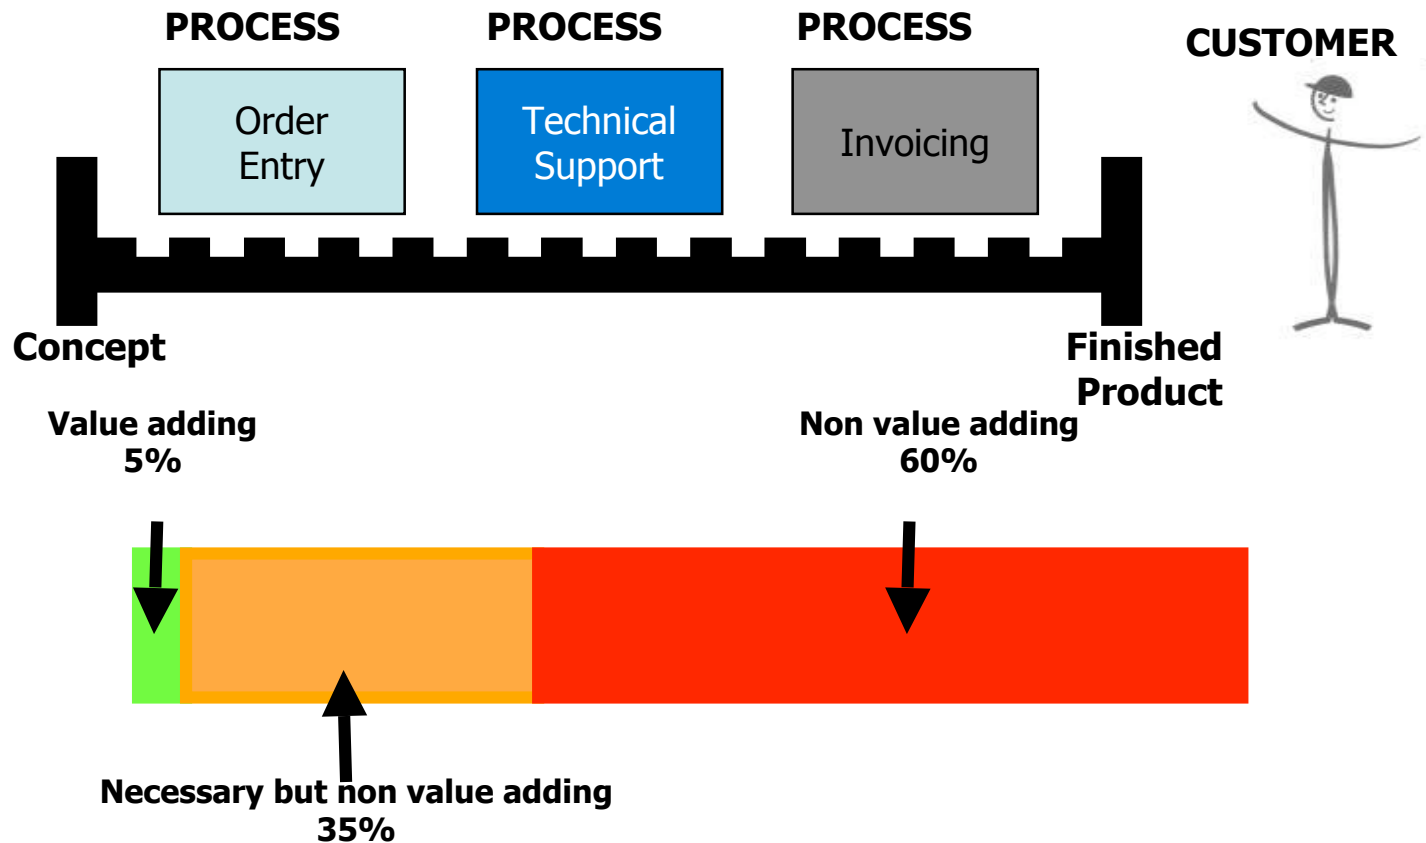 PROCESS
PROCESS
PROCESS
CUSTOMER
Order
Entry
Technical
Support
Invoicing
Concept
Finished
Product
Value adding
5%
Non value adding
60%
Necessary but non value adding
35%